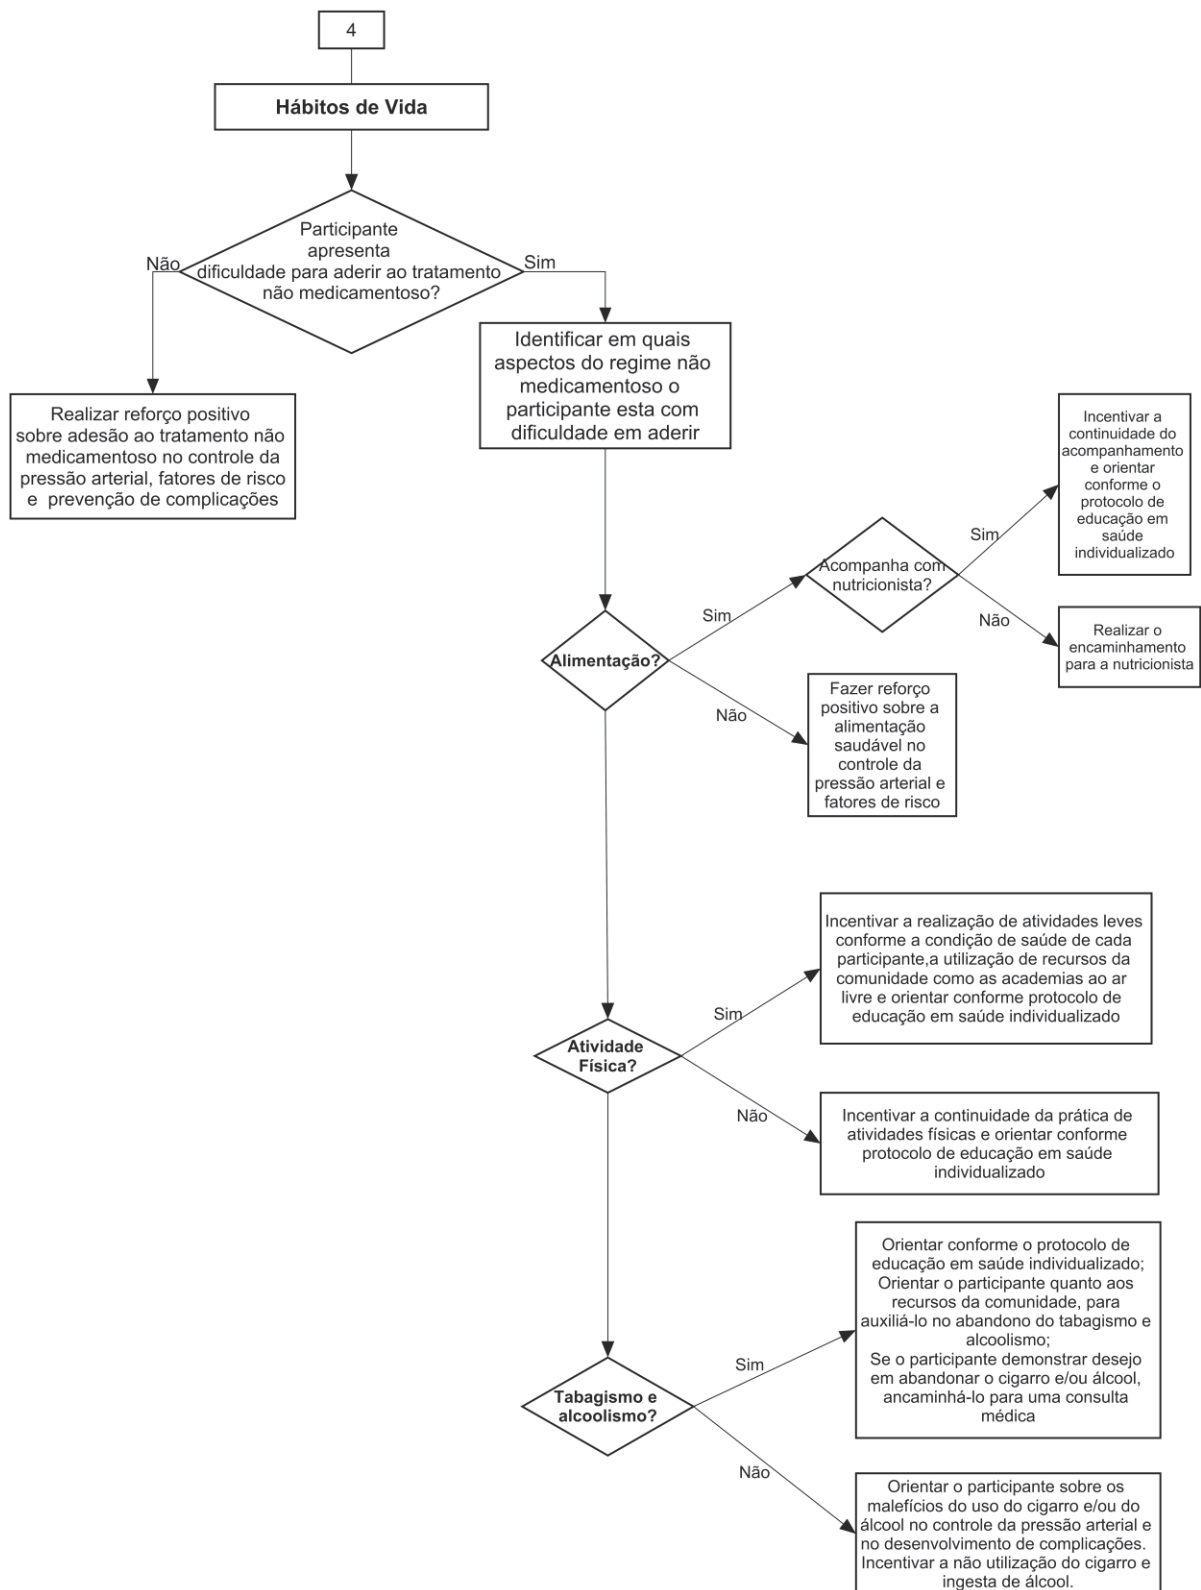 4
Hábitos de Vida
Participante
apresenta
dificuldade para aderir ao tratamento
não medicamentoso?
Não
Sim
Realizar reforço positivo
sobre adesão ao tratamento não
medicamentoso no controle da
pressão arterial, fatores de risco
e prevenção de complicações
Identificar em quais
aspectos do regime não
medicamentoso o
participante esta com
dificuldade em aderir
Alimentação?
Sim
Não
Acompanha com
nutricionista?
Sim
Não
Incentivar a
continuidade do
acompanhamento
e orientar
conforme o
protocolo de
educação em
saúde
individualizado
Realizar o
encaminhamento
para a nutricionista
Fazer reforço
positivo sobre a
alimentação
saudável no
controle da
pressão arterial e
fatores de risco
Atividade
Física?
Sim
Não
Incentivar a realização de atividades leves
conforme a condição de saúde de cada
participante,a utilização de recursos da
comunidade como as academias ao ar
livre e orientar conforme protocolo de
educação em saúde individualizado
Incentivar a continuidade da prática de
atividades físicas e orientar conforme
protocolo de educação em saúde
individualizado
Tabagismo e
alcoolismo?
Sim
Não
Orientar conforme o protocolo de
educação em saúde individualizado;
Orientar o participante quanto aos
recursos da comunidade, para
auxiliá-lo no abandono do tabagismo e
alcoolismo;
Se o participante demonstrar desejo
em abandonar o cigarro e/ou álcool,
ancaminhá-lo para uma consulta
médica
Orientar o participante sobre os
malefícios do uso do cigarro e/ou do
álcool no controle da pressão arterial e
no desenvolvimento de complicações.
Incentivar a não utilização do cigarro e
ingesta de álcool.